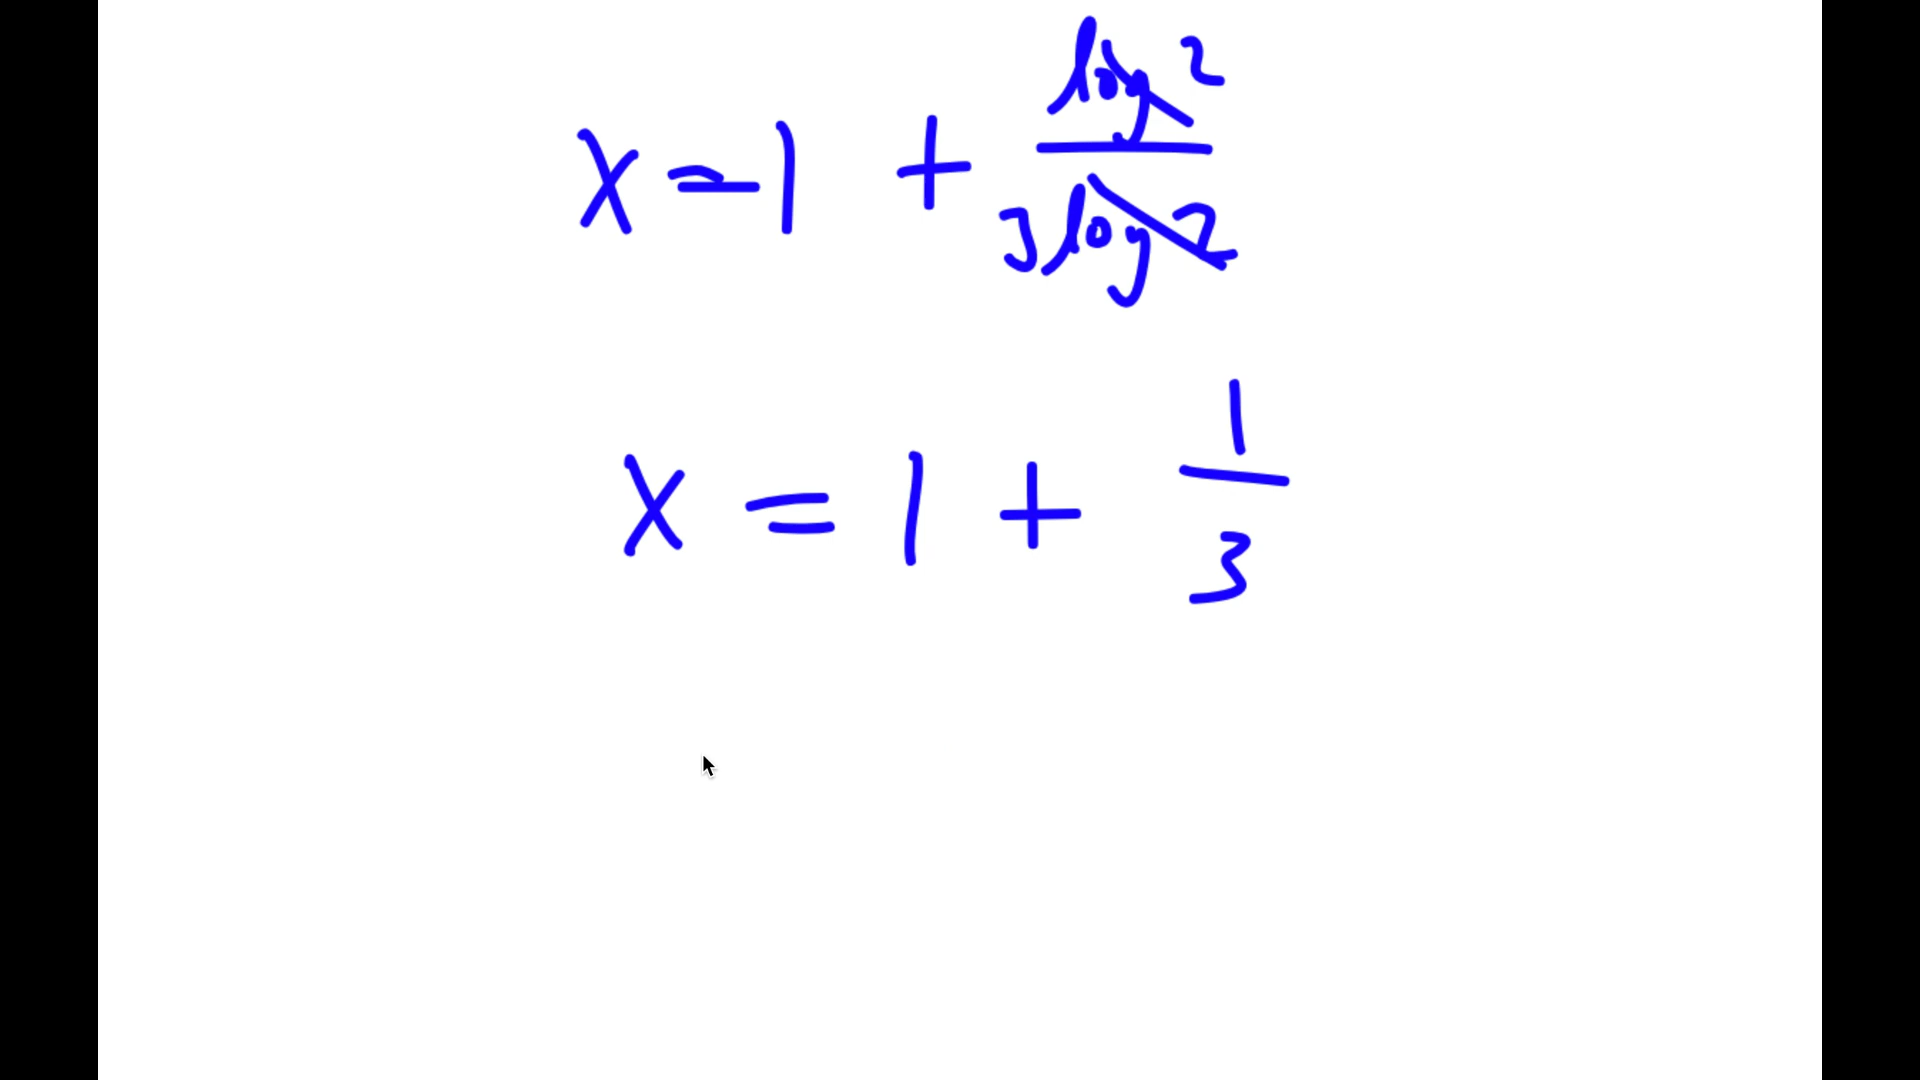 x = 1 + log 2 / 3 log 2
x = 1 + 1/3